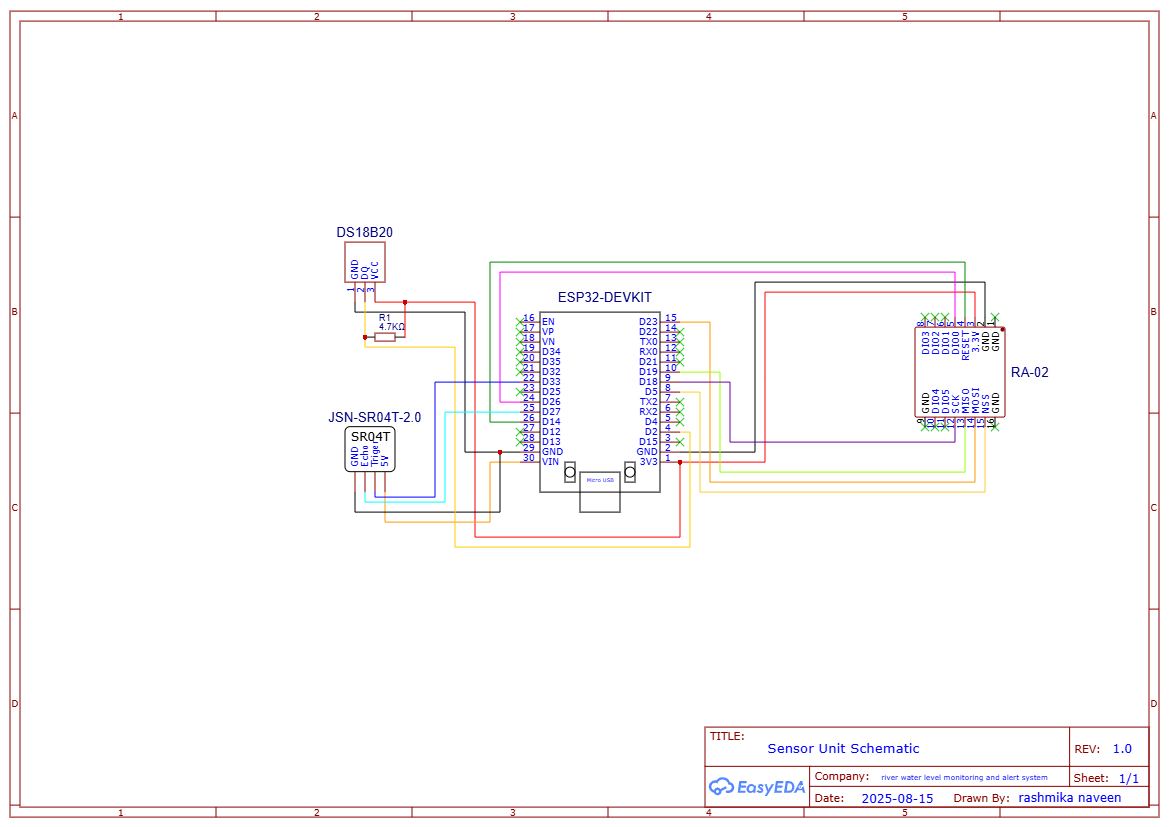 1 2 3 4 5
A A
B B
C C
D D
DS18B20
GND
DQ
VCC
1
2
3
R1
4.7KΩ
JSN-SR04T-2.0
SR04T
GND
Echo
Triger
5V
ESP32-DEVKIT
16 EN D23 15
17 VP D22 14
18 VN TX0 13
19 D34 RX0 12
20 D35 D21 11
21 D32 D19 10
22 D33 D18 9
23 D25 D5 8
24 D26 TX2 7
25 D27 RX2 6
26 D14 D4 5
27 D12 D2 4
28 D13 D15 3
29 GND GND 2
30 VIN 3V3 1
Micro USB
RA-02
8 7 6 5 4 3 2 1
DIO3 DIO2 DIO1 DIO0 RESET 3.3V GND GND
GND DIO4 DIO5 SCK MISO MOSI NSS GND
9 10 11 12 13 14 15 16
TITLE:
Sensor Unit Schematic
REV: 1.0
EasyEDA
Company: river water level monitoring and alert system
Sheet: 1/1
Date: 2025-08-15 Drawn By: rashmika naveen
1 2 3 4 5